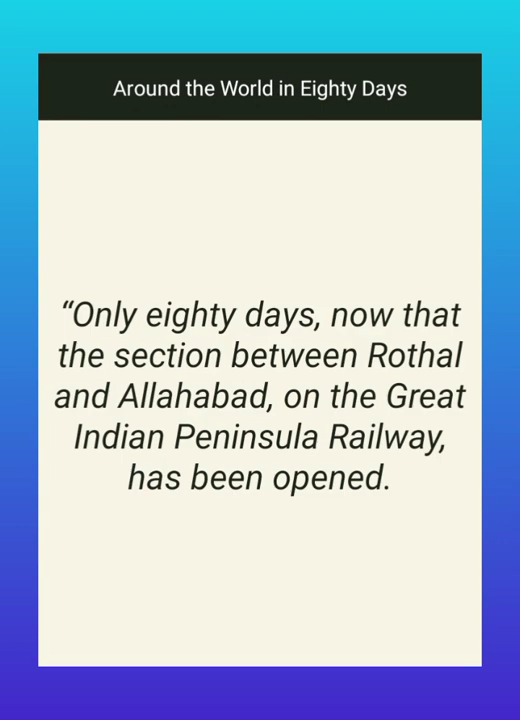 Around the World in Eighty Days
“Only eighty days, now that
the section between Rothal
and Allahabad, on the Great
Indian Peninsula Railway,
has been opened.